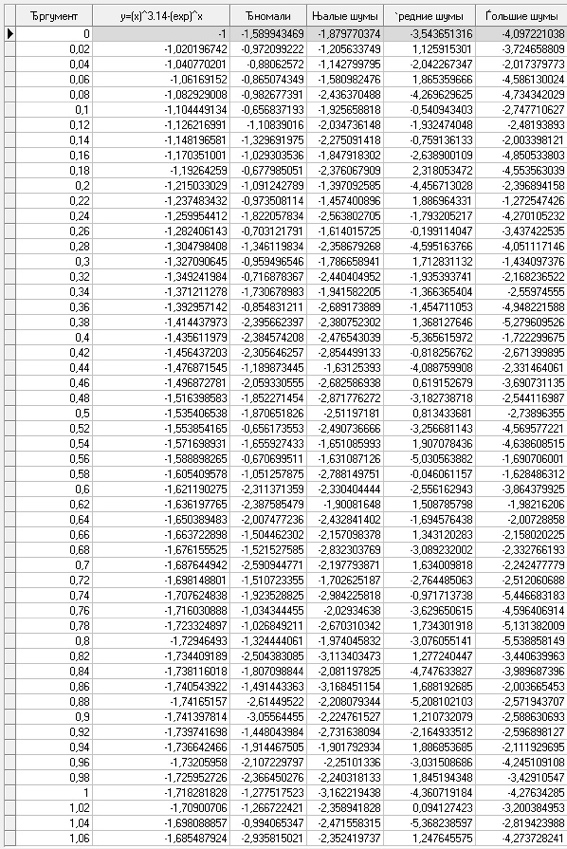 Ђргумент y=(x)^3.14-(exp)^x Ђномали Њалые шумы `редние шумы Ѓольшие шумы
0 -1 -1,589943469 -1,879770374 -3,543651316 -4,097221038
0,02 -1,020196742 -0,972099222 -1,205633749 1,125915301 -3,724658809
0,04 -1,040770201 -0,88062572 -1,142799795 -2,042267347 -2,017379773
0,06 -1,06169152 -0,865074349 -1,580982476 1,865359666 -4,586130024
0,08 -1,082929008 -0,982677391 -2,436370488 -4,269629625 -4,734342029
0,1 -1,104449134 -0,656837193 -1,925658818 -0,540943403 -2,747710627
0,12 -1,126216991 -1,10839016 -2,034736148 -1,932474048 -2,48193893
0,14 -1,148196581 -1,329691975 -2,275091418 -0,759136133 -2,003398121
0,16 -1,170351001 -1,029303536 -1,847918302 -2,638900109 -4,850533803
0,18 -1,19264259 -0,677985051 -2,376067909 2,318053472 -4,553563039
0,2 -1,215033029 -1,091242789 -1,397092585 -4,456713028 -2,396894158
0,22 -1,237483432 -0,973508114 -1,457400896 1,886964331 -1,272547426
0,24 -1,259954412 -1,822057834 -2,563802705 -1,793205217 -4,270105232
0,26 -1,282406143 -0,703121791 -1,614015725 -0,199114047 -3,437422535
0,28 -1,304798408 -1,346119834 -2,358679268 -4,595163766 -4,051117146
0,3 -1,327090645 -0,959496546 -1,786658941 1,712831132 -1,434097376
0,32 -1,349241984 -0,716878367 -2,440404952 -1,935393741 -2,168236522
0,34 -1,371211278 -1,730678983 -1,941582205 -1,366365404 -2,55974555
0,36 -1,392957142 -0,854831211 -2,689173889 -1,454711053 -4,948221588
0,38 -1,414437973 -2,395662397 -2,380752302 1,368127646 -5,279609526
0,4 -1,435611979 -2,384574208 -2,476543039 -5,365615972 -1,722299675
0,42 -1,456437203 -2,305646257 -2,854499133 -0,818256762 -2,671399895
0,44 -1,476871545 -1,189873445 -1,63125393 -4,088759908 -2,331464061
0,46 -1,496872781 -2,059330555 -2,682586938 0,619152679 -3,690731135
0,48 -1,516398583 -1,852271454 -2,871776272 -3,182738718 -2,544116987
0,5 -1,535406538 -1,870651826 -2,51197181 0,813433681 -2,73896355
0,52 -1,553854165 -0,656173553 -2,490736666 -3,256681143 -4,569577221
0,54 -1,571698931 -1,655927433 -1,651085993 1,907078436 -4,638608515
0,56 -1,588898265 -0,670699511 -1,631087126 -5,030563882 -1,690706001
0,58 -1,605409578 -1,051257875 -2,788149751 -0,046061157 -1,628486312
0,6 -1,621190275 -2,311371359 -2,330404444 -2,556162943 -3,864379925
0,62 -1,636197765 -2,387585479 -1,90081648 1,508785798 -1,98216206
0,64 -1,650389483 -2,007477236 -2,432841402 -1,694576438 -2,00728858
0,66 -1,663722898 -1,504462302 -2,157098378 1,343120283 -2,158020225
0,68 -1,676155525 -1,521527585 -2,832303769 -3,089232002 -2,332766193
0,7 -1,687644942 -2,590944771 -2,197793871 1,634009818 -2,242477779
0,72 -1,698148801 -1,510723355 -1,702625187 -2,764485063 -2,512060688
0,74 -1,707624838 -1,923528825 -2,984225818 -0,971713738 -5,446683183
0,76 -1,716030888 -1,034344455 -2,02934638 -3,629650615 -4,596406914
0,78 -1,723324897 -1,026849211 -2,670310342 1,734301918 -5,131382009
0,8 -1,72946493 -1,324444061 -1,974045832 -3,076055141 -5,538858149
0,82 -1,734409189 -2,504383085 -3,113403473 1,277240447 -3,440639963
0,84 -1,738116018 -1,807098844 -2,081197825 -4,747633827 -3,989687396
0,86 -1,740543922 -1,491443363 -3,168451154 1,688192685 -2,003665453
0,88 -1,74165157 -2,61449522 -2,208079344 -5,208102103 -2,571943707
0,9 -1,741397814 -3,05564455 -2,224761527 1,210732079 -2,588630693
0,92 -1,739741698 -1,448043984 -2,731638094 -2,164933512 -2,596898127
0,94 -1,736642466 -1,914467505 -1,901792934 1,886853685 -2,111929695
0,96 -1,73205958 -2,107229797 -2,25101336 -3,031508686 -4,245109108
0,98 -1,725952726 -2,366450276 -2,240318133 1,845194348 -3,42910547
1 -1,718281828 -1,277517523 -3,162219438 -4,360719184 -4,27634285
1,02 -1,70900706 -1,266722421 -2,358941828 0,094127423 -3,200384953
1,04 -1,698088857 -0,994065347 -2,471558315 -5,368238597 -2,819423988
1,06 -1,685487924 -2,935815021 -2,352419737 1,247645575 -4,273728241